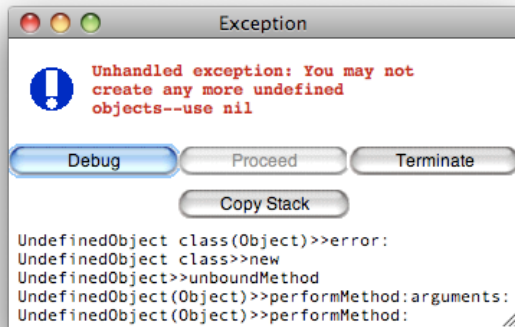 Exception
Unhandled exception: You may not
create any more undefined
objects--use nil
Debug Proceed Terminate
Copy Stack
UndefinedObject class(Object)>>error:
UndefinedObject class>>new
UndefinedObject>>unboundMethod
UndefinedObject(Object)>>performMethod:arguments:
UndefinedObject(Object)>>performMethod: